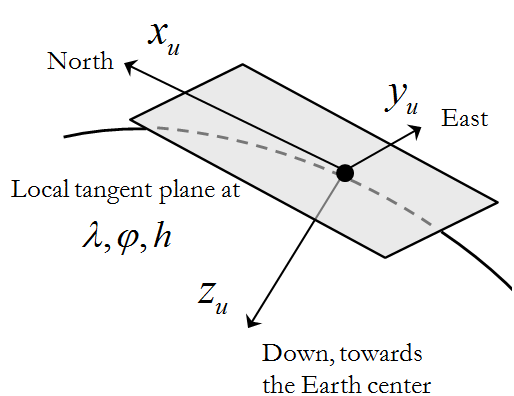 x_u
North
y_u
East
Local tangent plane at
λ, φ, h
z_u
Down, towards
the Earth center